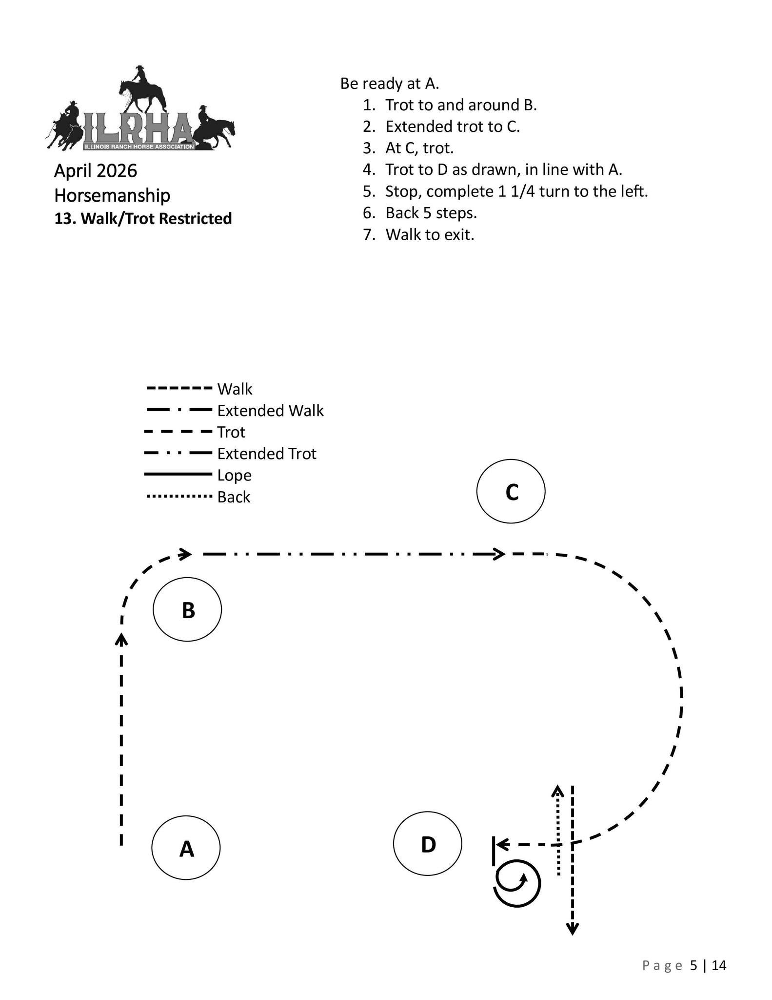 ILRHA
ILLINOIS RANCH HORSE ASSOCIATION
April 2026
Horsemanship
13. Walk/Trot Restricted
Be ready at A.
1. Trot to and around B.
2. Extended trot to C.
3. At C, trot.
4. Trot to D as drawn, in line with A.
5. Stop, complete 1 1/4 turn to the left.
6. Back 5 steps.
7. Walk to exit.
Walk
Extended Walk
Trot
Extended Trot
Lope
Back
C
B
A
D
Page 5 | 14